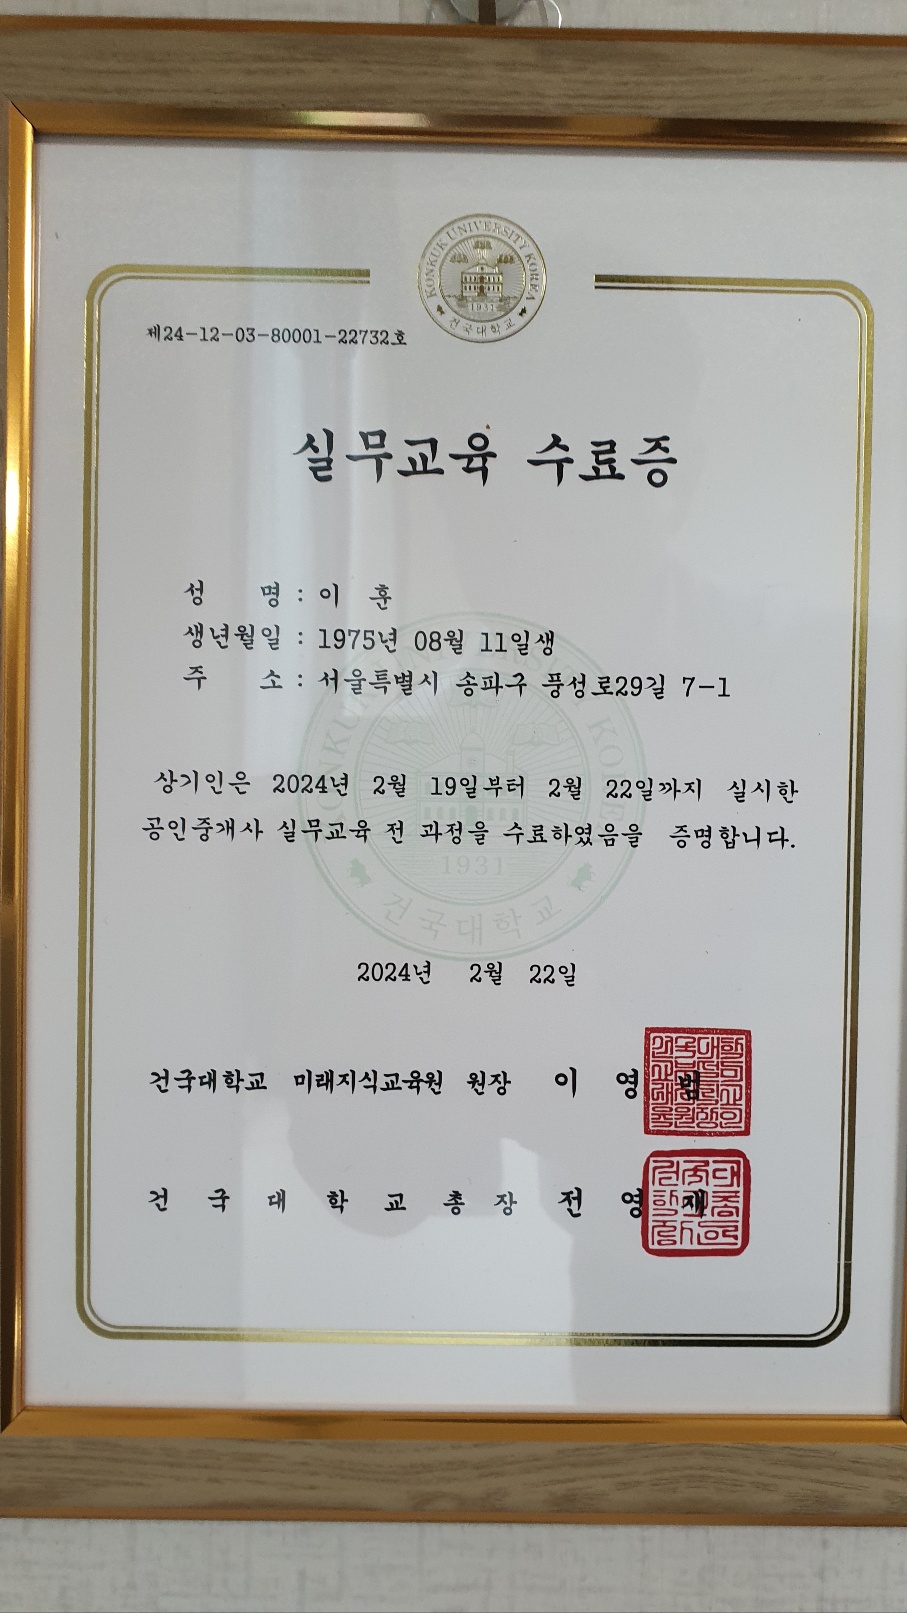 KONKUK UNIVERSITY KOREA
1931
건국대학교
제24-12-03-80001-22732호
실무교육 수료증
성 명 : 이 훈
생년월일 : 1975년 08월 11일생
주 소 : 서울특별시 송파구 풍성로29길 7-1
상기인은 2024년 2월 19일부터 2월 22일까지 실시한
공인중개사 실무교육 전 과정을 수료하였음을 증명합니다.
1931
건국대학교
2024년 2월 22일
건국대학교 미래지식교육원 원장 이 영 범
건 국 대 학 교 총 장 전 영 재